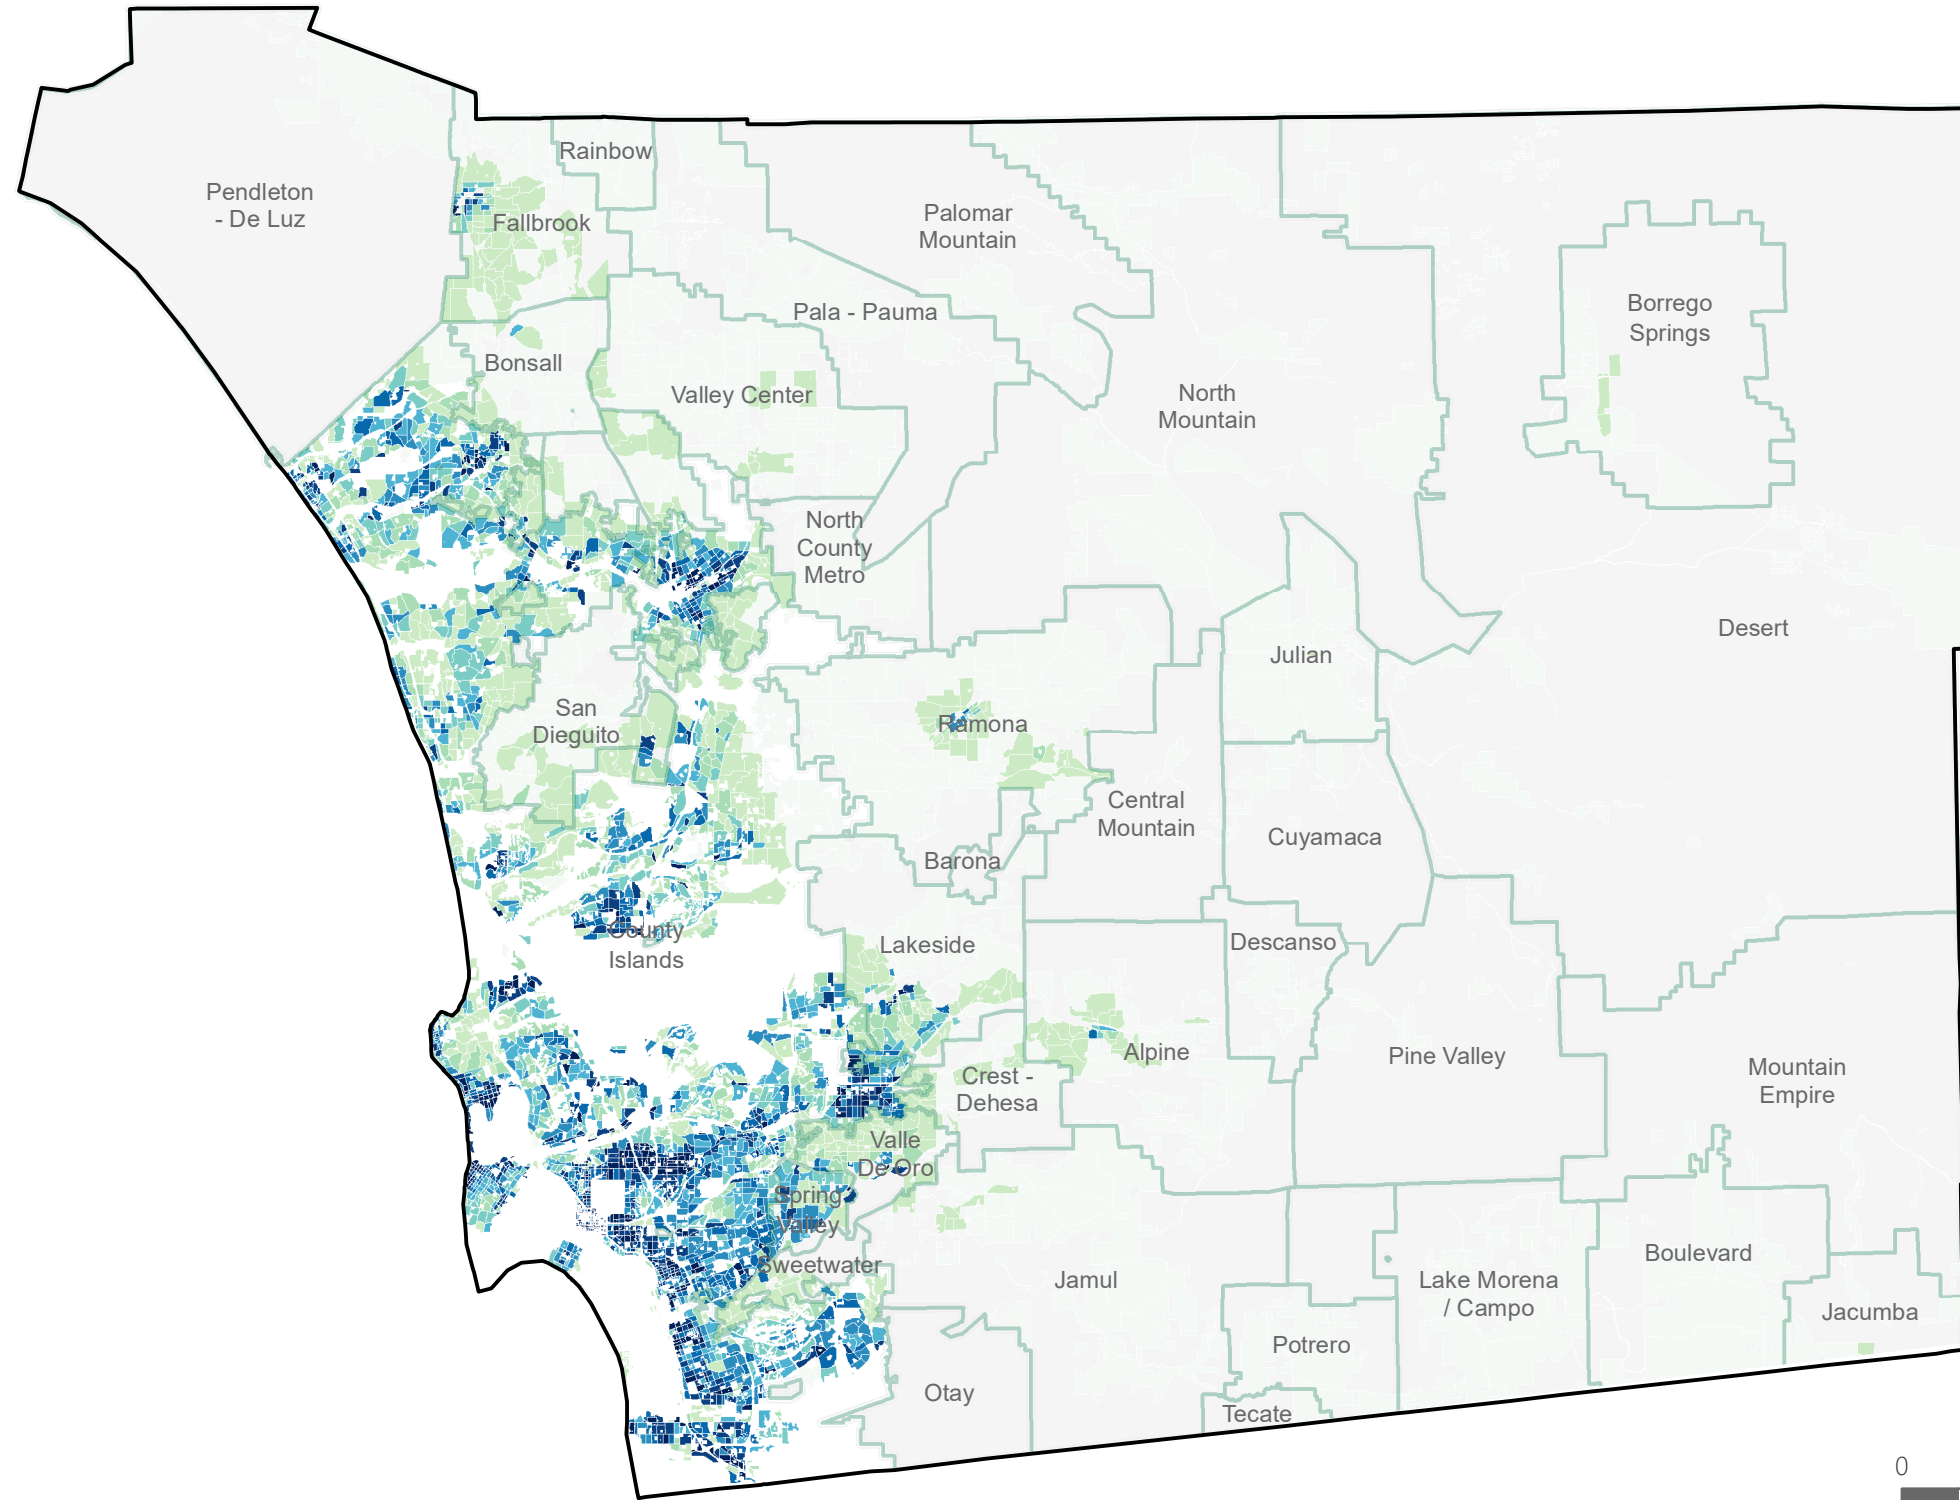 Rainbow
Pendleton
- De Luz
Fallbrook
Palomar
Mountain
Pala - Pauma
Borrego
Springs
Bonsall
Valley Center
North
Mountain
North
County
Metro
Desert
Julian
San
Dieguito
Ramona
Central
Mountain
Cuyamaca
Barona
County
Islands
Lakeside
Descanso
Alpine
Pine Valley
Crest -
Dehesa
Mountain
Empire
Valle
De Oro
Spring
Valley
Sweetwater
Jamul
Lake Morena
/ Campo
Boulevard
Jacumba
Potrero
Otay
Tecate
0